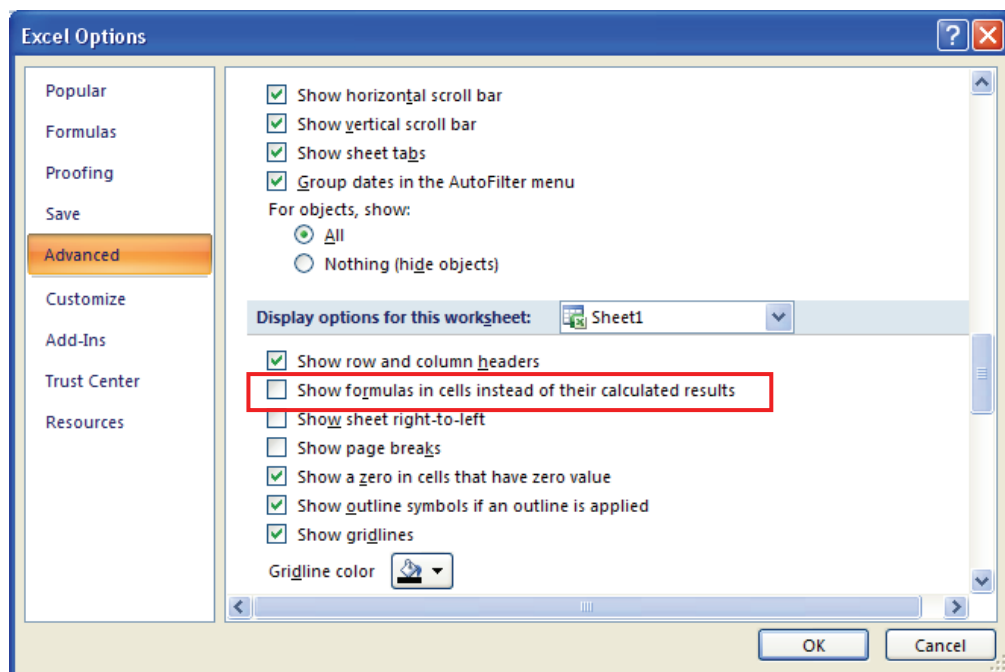 Excel Options
Popular
Formulas
Proofing
Save
Advanced
Customize
Add-Ins
Trust Center
Resources
Show horizontal scroll bar
Show vertical scroll bar
Show sheet tabs
Group dates in the AutoFilter menu
For objects, show:
All
Nothing (hide objects)
Display options for this worksheet: Sheet1
Show row and column headers
Show formulas in cells instead of their calculated results
Show sheet right-to-left
Show page breaks
Show a zero in cells that have zero value
Show outline symbols if an outline is applied
Show gridlines
Gridline color
OK Cancel